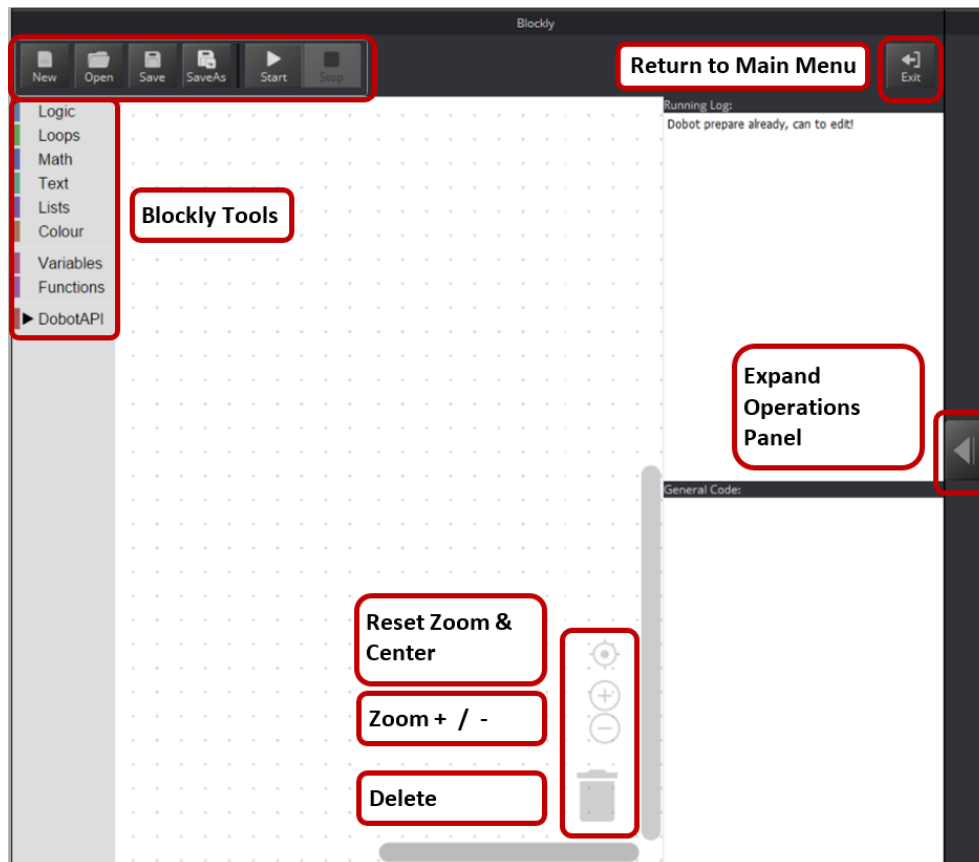 Blockly
New Open Save SaveAs Start Stop
Return to Main Menu
Exit
Running Log:
Dobot prepare already, can to edit!
Logic
Loops
Math
Text
Lists
Colour
Variables
Functions
DobotAPI
Blockly Tools
Expand
Operations
Panel
General Code:
Reset Zoom &
Center
Zoom + / -
Delete